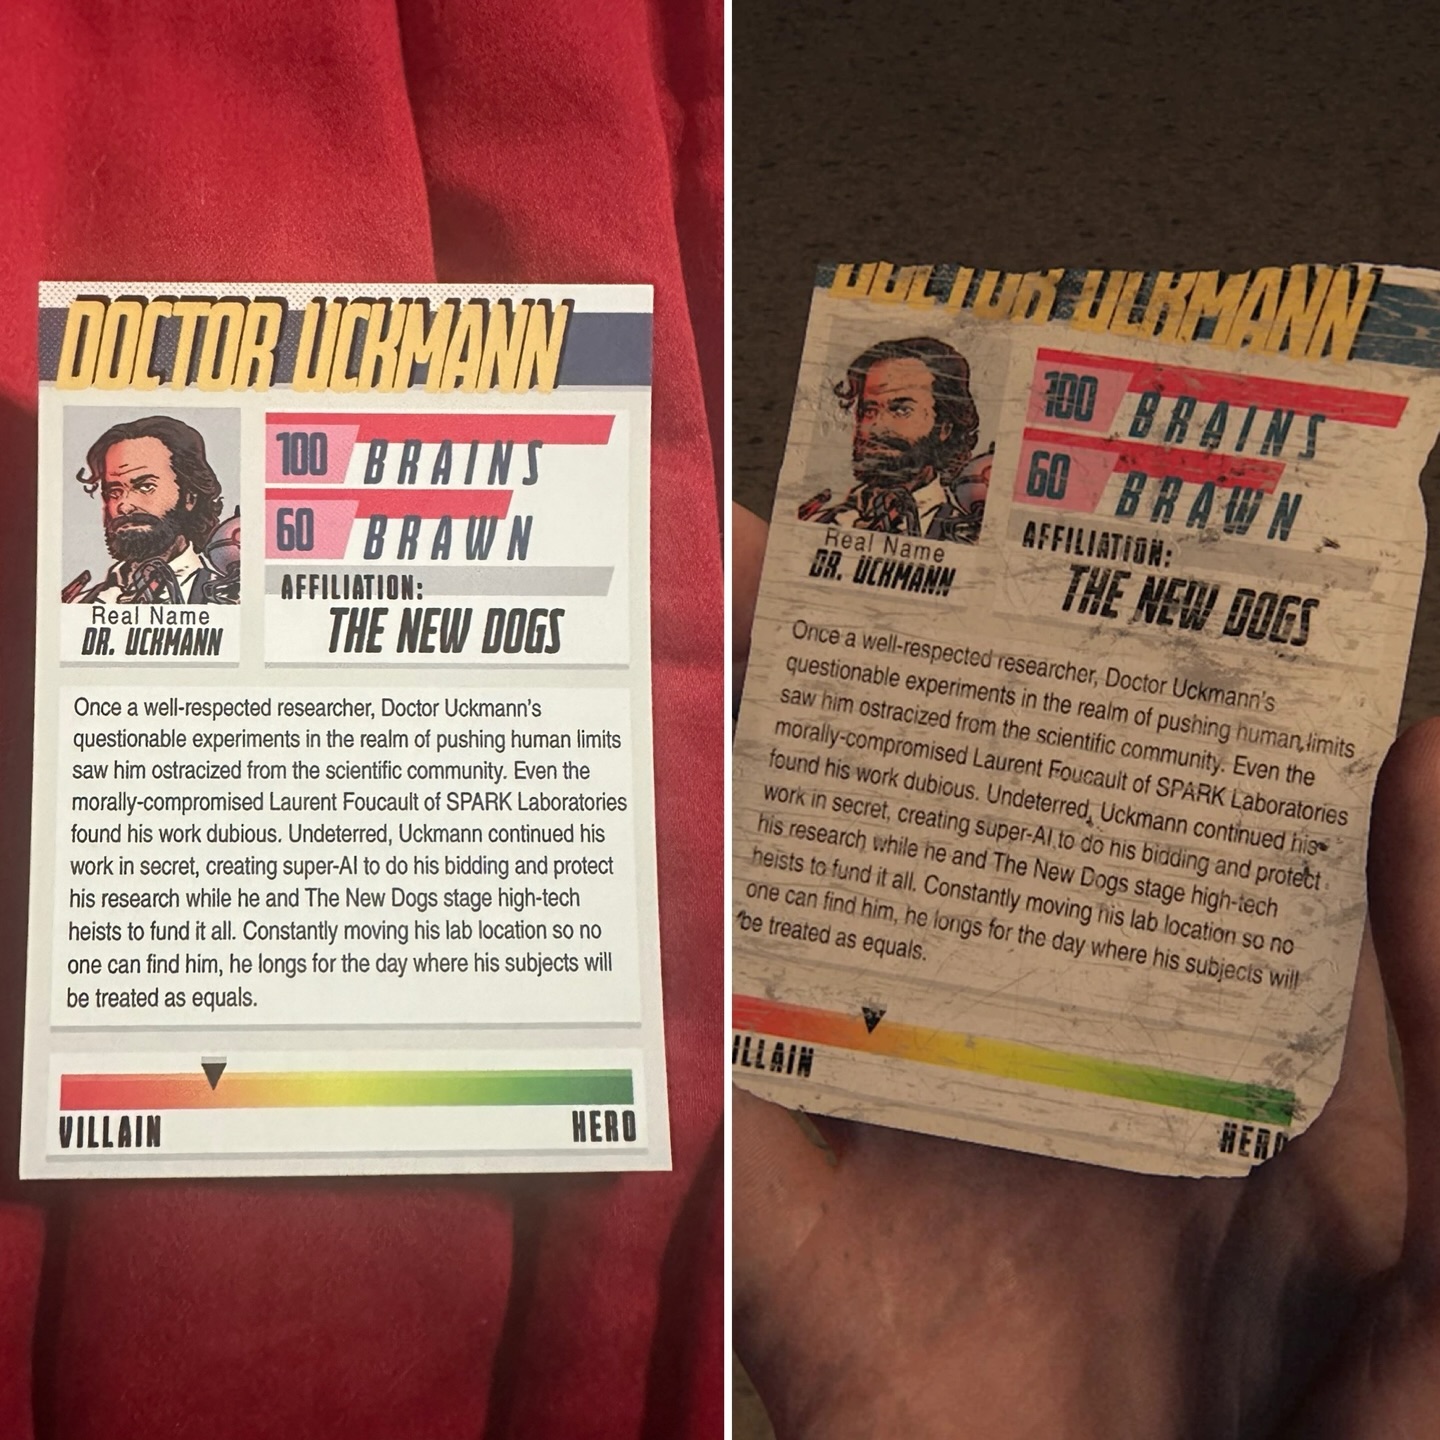 DOCTOR UCKMANN
100 BRAINS
60 BRAWN
AFFILIATION:
THE NEW DOGS
Real Name
DR. UCKMANN
Once a well-respected researcher, Doctor Uckmann's
questionable experiments in the realm of pushing human limits
saw him ostracized from the scientific community. Even the
morally-compromised Laurent Foucault of SPARK Laboratories
found his work dubious. Undeterred, Uckmann continued his
work in secret, creating super-AI to do his bidding and protect
his research while he and The New Dogs stage high-tech
heists to fund it all. Constantly moving his lab location so no
one can find him, he longs for the day where his subjects will
be treated as equals.
VILLAIN HERO
DOCTOR UCKMANN
100 BRAINS
60 BRAWN
AFFILIATION:
THE NEW DOGS
Real Name
DR. UCKMANN
Once a well-respected researcher, Doctor Uckmann's
questionable experiments in the realm of pushing human limits
saw him ostracized from the scientific community. Even the
morally-compromised Laurent Foucault of SPARK Laboratories
found his work dubious. Undeterred, Uckmann continued his
work in secret, creating super-AI to do his bidding and protect
his research while he and The New Dogs stage high-tech
heists to fund it all. Constantly moving his lab location so no
one can find him, he longs for the day where his subjects will
be treated as equals.
VILLAIN HERO